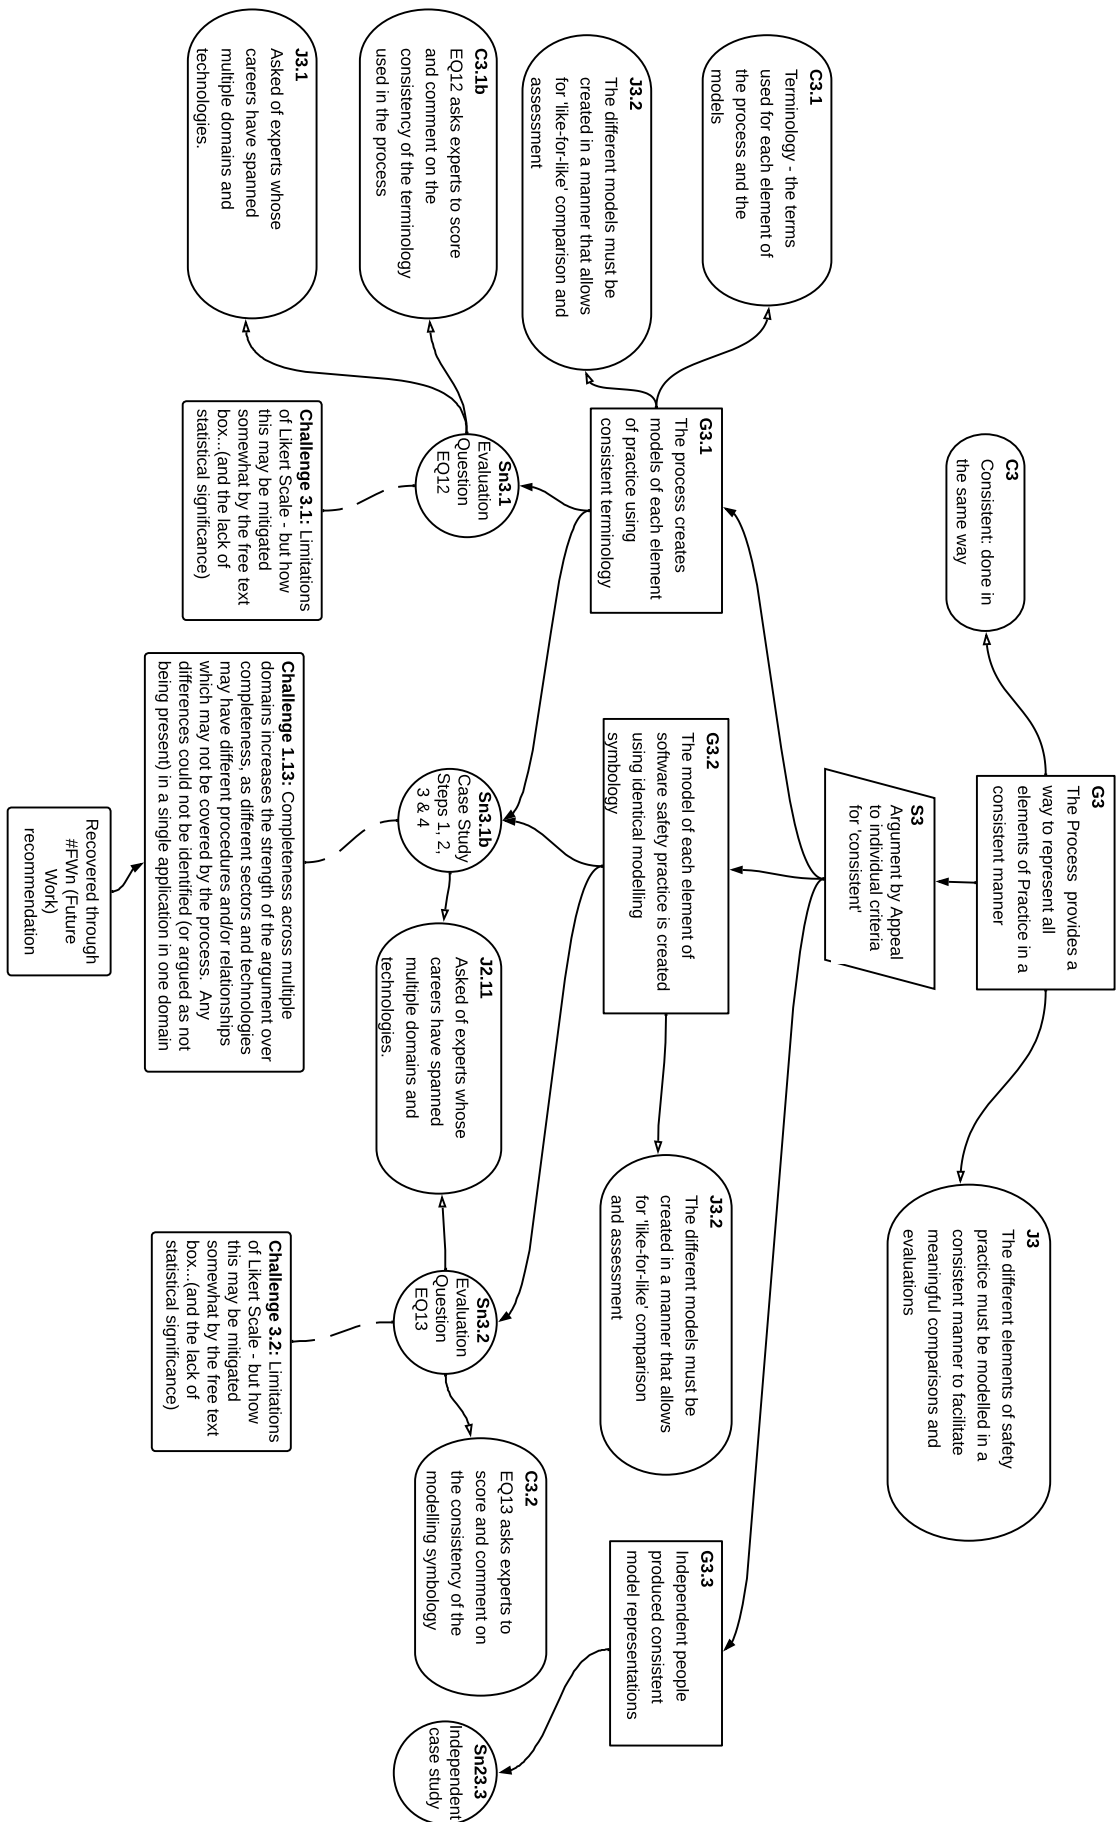 G3
The Process provides a
way to represent all
elements of Practice in a
consistent manner
C3
Consistent: done in
the same way
J3
The different elements of safety
practice must be modelled in a
consistent manner to facilitate
meaningful comparisons and
evaluations
S3
Argument by Appeal
to individual criteria
for 'consistent'
C3.1
Terminology - the terms
used for each element of
the process and the
models
J3.2
The different models must be
created in a manner that allows
for 'like-for-like' comparison and
assessment
G3.1
The process creates
models of each element
of practice using
consistent terminology
G3.2
The model of each element of
software safety practice is created
using identical modelling
symbology
J3.2
The different models must be
created in a manner that allows
for 'like-for-like' comparison
and assessment
G3.3
Independent people
produced consistent
model representations
C3.1b
EQ12 asks experts to score
and comment on the
consistency of the terminology
used in the process
J3.1
Asked of experts whose
careers have spanned
multiple domains and
technologies.
Sn3.1
Evaluation
Question
EQ12
Sn3.1b
Case Study
Steps 1, 2,
3 & 4
J2.11
Asked of experts whose
careers have spanned
multiple domains and
technologies.
Sn3.2
Evaluation
Question
EQ13
C3.2
EQ13 asks experts to
score and comment on
the consistency of the
modelling symbology
Sn23.3
Independent
case study
Challenge 3.1: Limitations
of Likert Scale - but how
this may be mitigated
somewhat by the free text
box...(and the lack of
statistical significance)
Challenge 1.13: Completeness across multiple
domains increases the strength of the argument over
completeness, as different sectors and technologies
may have different procedures and/or relationships
which may not be covered by the process. Any
differences could not be identified (or argued as not
being present) in a single application in one domain
Challenge 3.2: Limitations
of Likert Scale - but how
this may be mitigated
somewhat by the free text
box...(and the lack of
statistical significance)
Recovered through
#FWn (Future
Work)
recommendation